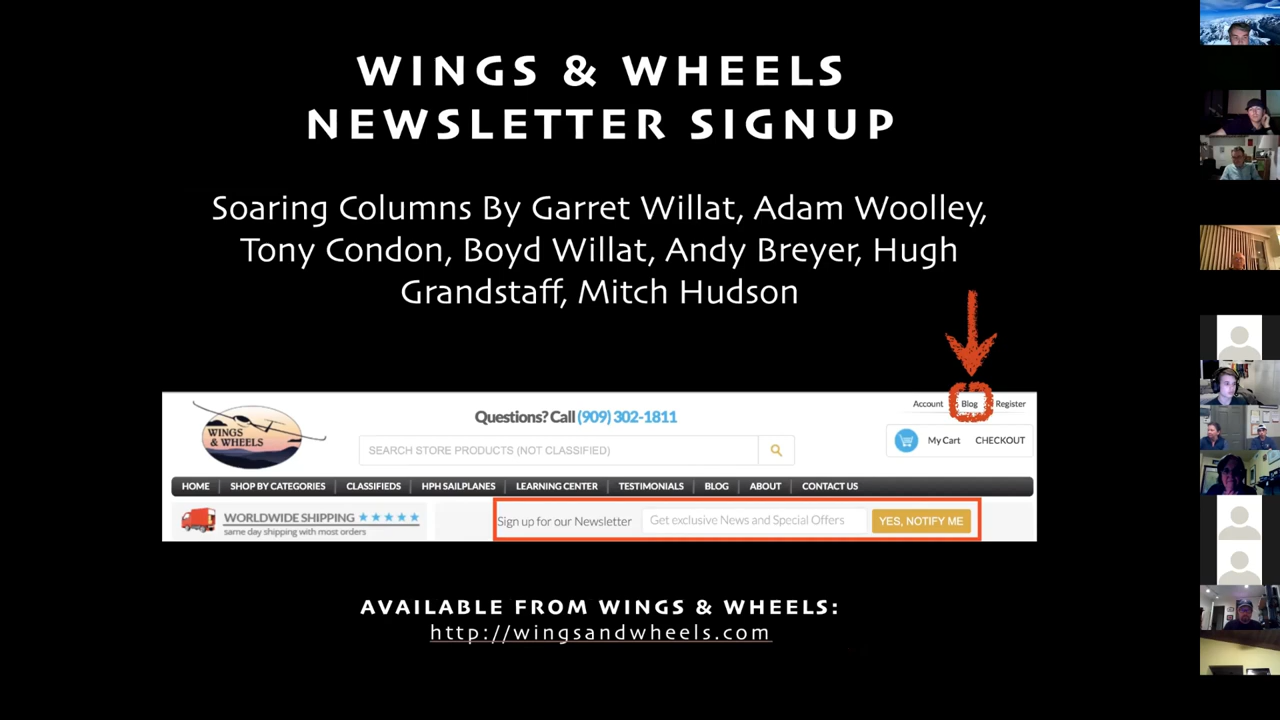 WINGS & WHEELS
NEWSLETTER SIGNUP
Soaring Columns By Garret Willat, Adam Woolley,
Tony Condon, Boyd Willat, Andy Breyer, Hugh
Grandstaff, Mitch Hudson
Account Blog Register
Questions? Call (909) 302-1811
WINGS
& WHEELS
SEARCH STORE PRODUCTS (NOT CLASSIFIED)
My Cart CHECKOUT
HOME SHOP BY CATEGORIES CLASSIFIEDS HPH SAILPLANES LEARNING CENTER TESTIMONIALS BLOG ABOUT CONTACT US
WORLDWIDE SHIPPING
same day shipping with most orders
Sign up for our Newsletter Get exclusive News and Special Offers YES, NOTIFY ME
AVAILABLE FROM WINGS & WHEELS:
http://wingsandwheels.com